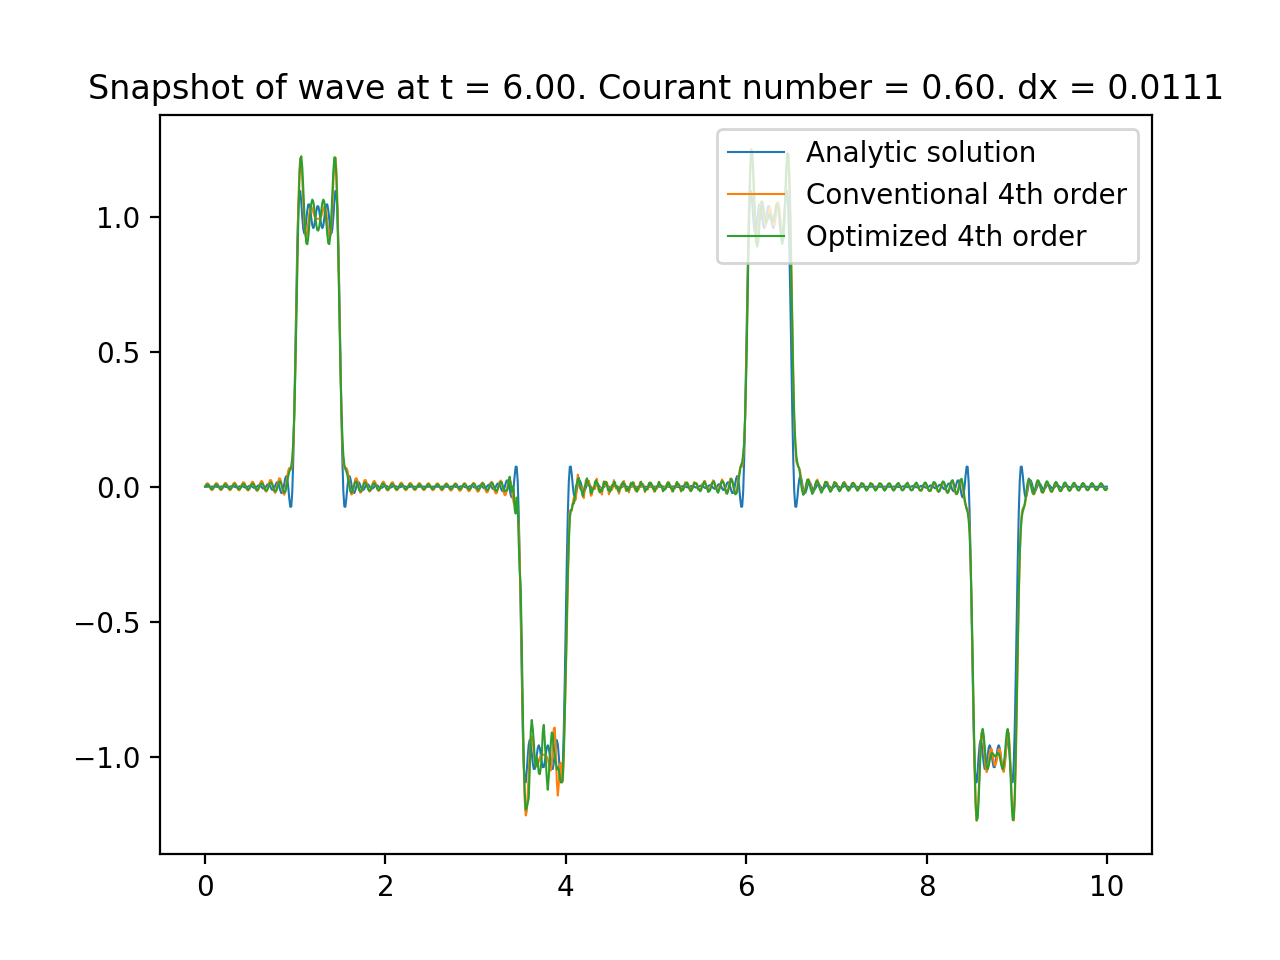 Snapshot of wave at t = 6.00. Courant number = 0.60. dx = 0.0111
Analytic solution
Conventional 4th order
Optimized 4th order
1.0
0.5
0.0
−0.5
−1.0
0 2 4 6 8 10